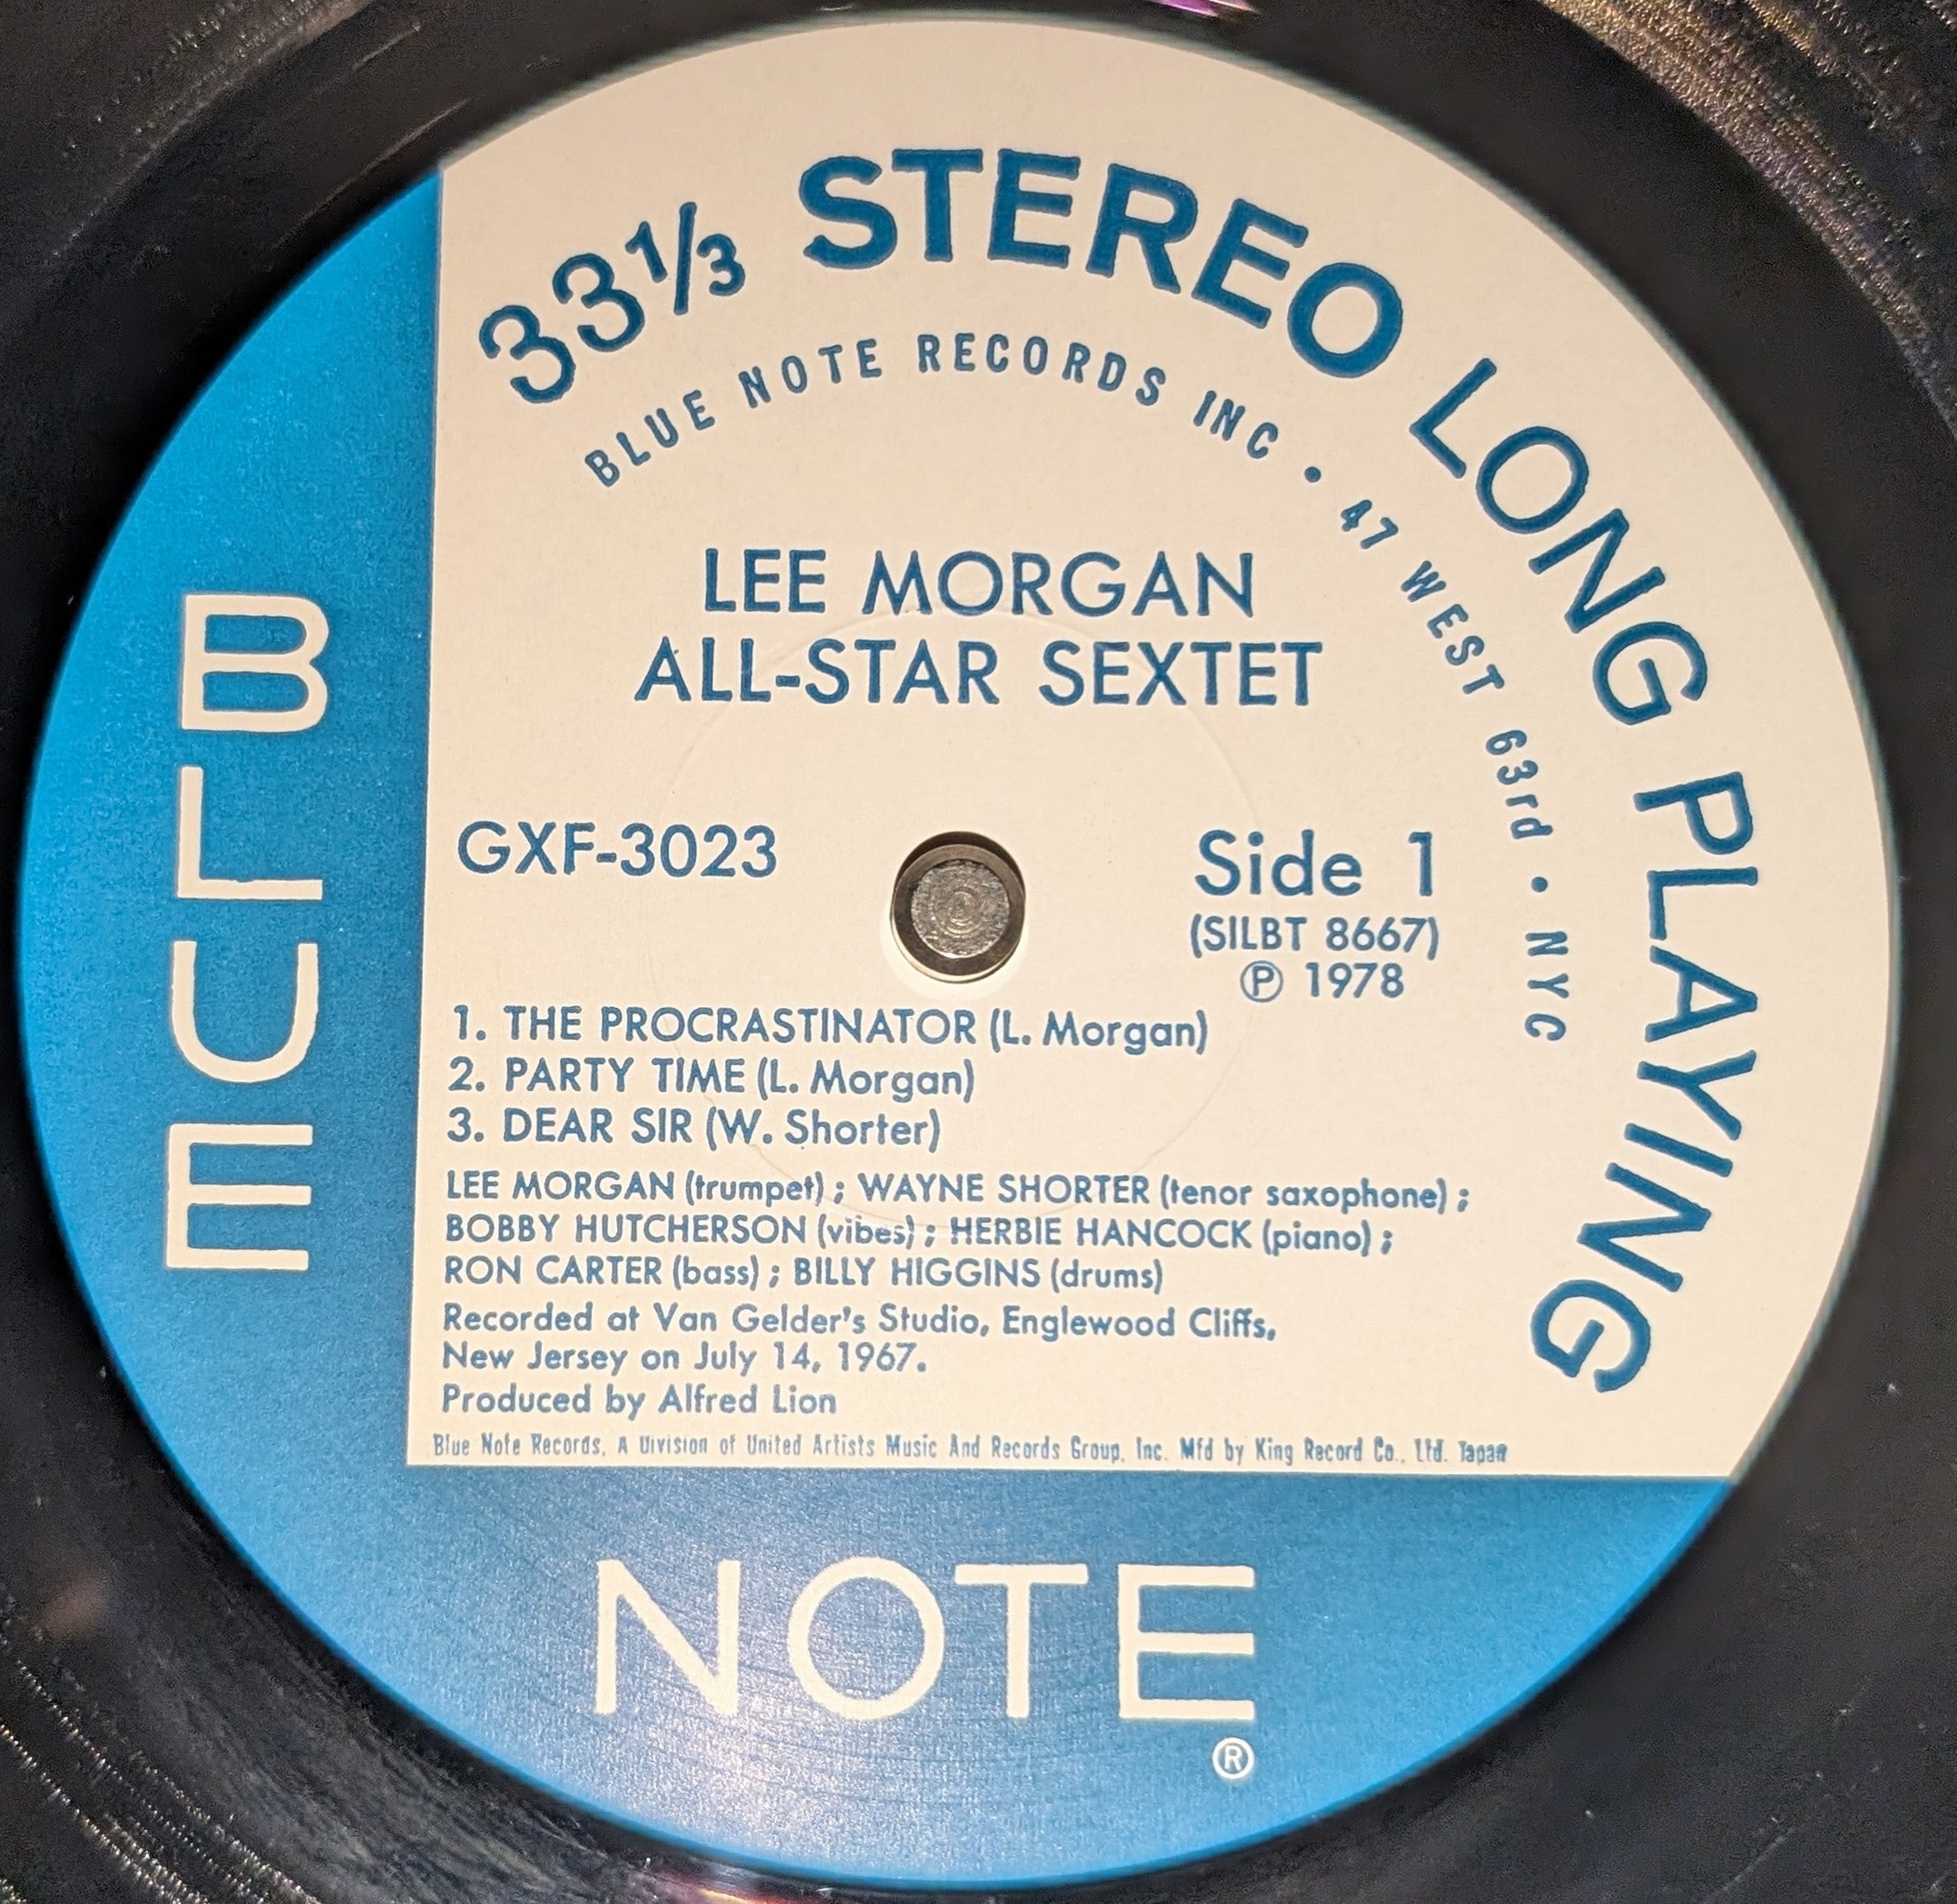 33⅓ STEREO LONG PLAYING
BLUE NOTE RECORDS INC • 47 WEST 63rd • NYC
LEE MORGAN
ALL-STAR SEXTET
GXF-3023
Side 1
(SILBT 8667)
Ⓟ 1978
1. THE PROCRASTINATOR (L. Morgan)
2. PARTY TIME (L. Morgan)
3. DEAR SIR (W. Shorter)
LEE MORGAN (trumpet) ; WAYNE SHORTER (tenor saxophone) ;
BOBBY HUTCHERSON (vibes) ; HERBIE HANCOCK (piano) ;
RON CARTER (bass) ; BILLY HIGGINS (drums)
Recorded at Van Gelder's Studio, Englewood Cliffs,
New Jersey on July 14, 1967.
Produced by Alfred Lion
Blue Note Records, A Division of United Artists Music And Records Group, Inc. Mfd by King Record Co., Ltd. Japan
BLUE
NOTE
®